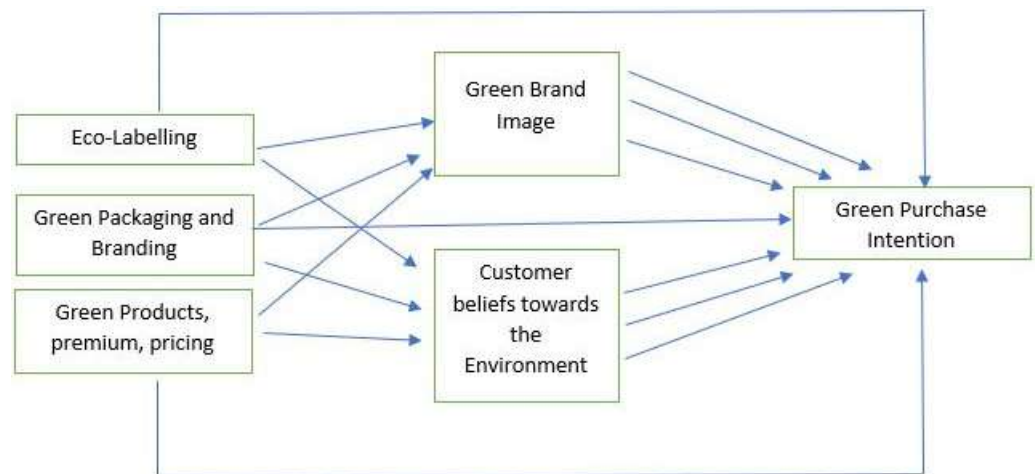 Eco-Labelling
Green Packaging and
Branding
Green Products,
premium, pricing
Green Brand
Image
Customer
beliefs towards
the
Environment
Green Purchase
Intention